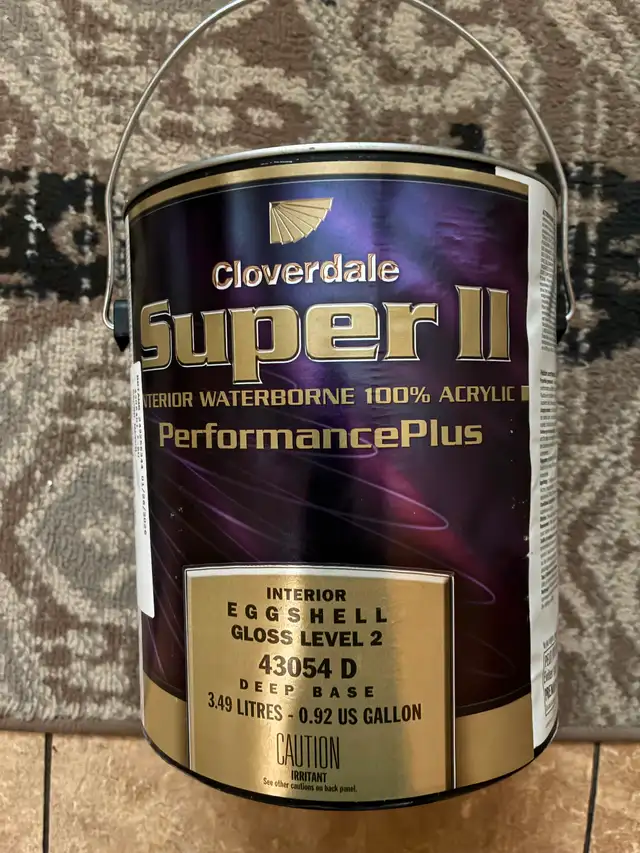 Cloverdale
Super II
NTERIOR WATERBORNE 100% ACRYLIC
PerformancePlus
INTERIOR
EGGSHELL
GLOSS LEVEL 2
43054 D
DEEP BASE
3.49 LITRES - 0.92 US GALLON
CAUTION
IRRITANT
See other cautions on back panel.